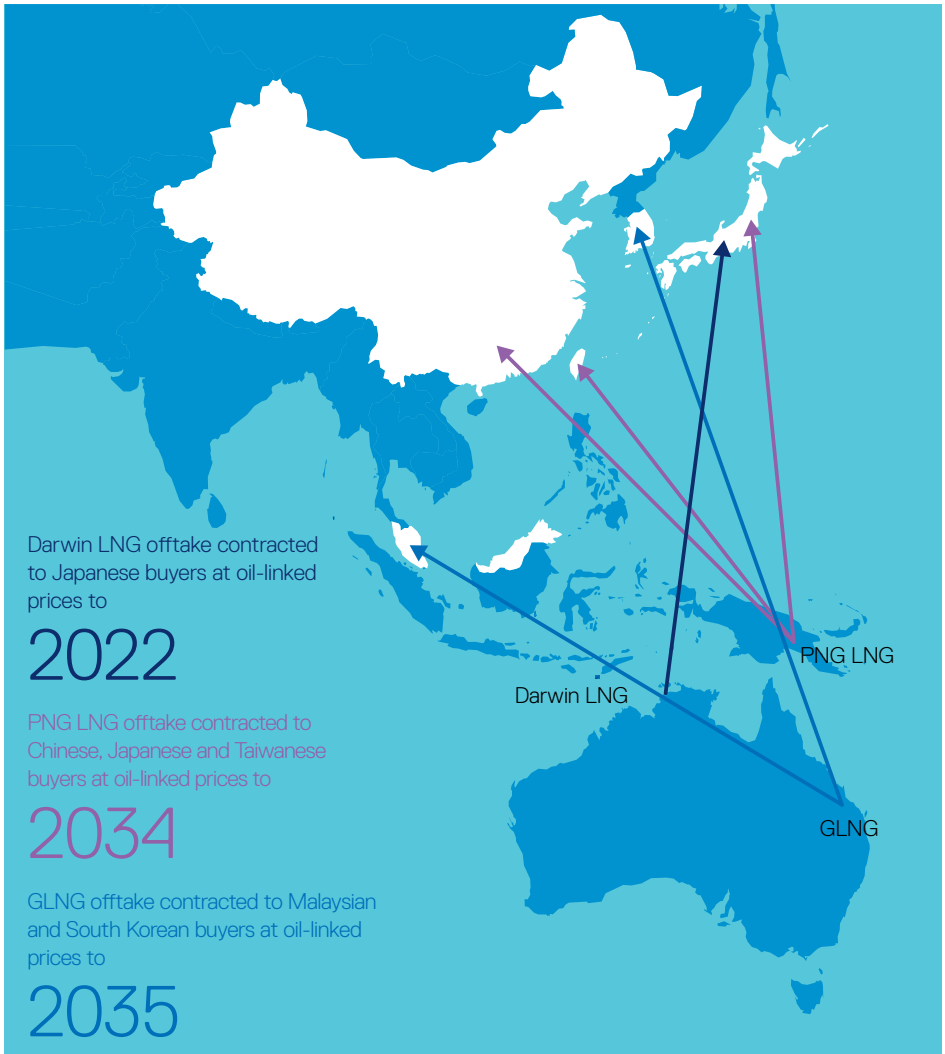 Darwin LNG offtake contracted
to Japanese buyers at oil-linked
prices to
2022
PNG LNG offtake contracted to
Chinese, Japanese and Taiwanese
buyers at oil-linked prices to
2034
GLNG offtake contracted to Malaysian
and South Korean buyers at oil-linked
prices to
2035
PNG LNG
Darwin LNG
GLNG